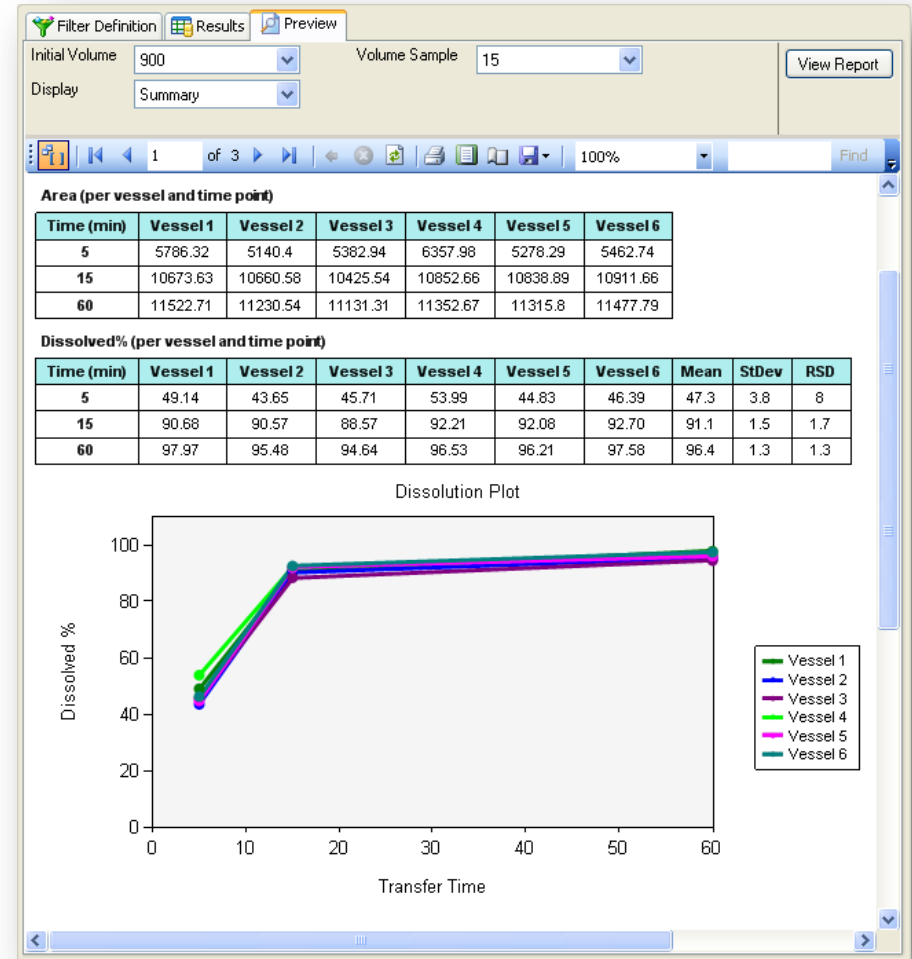 Filter Definition Results Preview
Initial Volume 900 Volume Sample 15 View Report
Display Summary
1 of 3 100% Find
Area (per vessel and time point)
Time (min) Vessel 1 Vessel 2 Vessel 3 Vessel 4 Vessel 5 Vessel 6
5 5786.32 5140.4 5382.94 6357.98 5278.29 5462.74
15 10673.63 10660.58 10425.54 10852.66 10838.89 10911.66
60 11522.71 11230.54 11131.31 11352.67 11315.8 11477.79
Dissolved% (per vessel and time point)
Time (min) Vessel 1 Vessel 2 Vessel 3 Vessel 4 Vessel 5 Vessel 6 Mean StDev RSD
5 49.14 43.65 45.71 53.99 44.83 46.39 47.3 3.8 8
15 90.68 90.57 88.57 92.21 92.08 92.70 91.1 1.5 1.7
60 97.97 95.48 94.64 96.53 96.21 97.58 96.4 1.3 1.3
Dissolution Plot
100
80
60
40
20
0
Dissolved %
0 10 20 30 40 50 60
Transfer Time
Vessel 1
Vessel 2
Vessel 3
Vessel 4
Vessel 5
Vessel 6